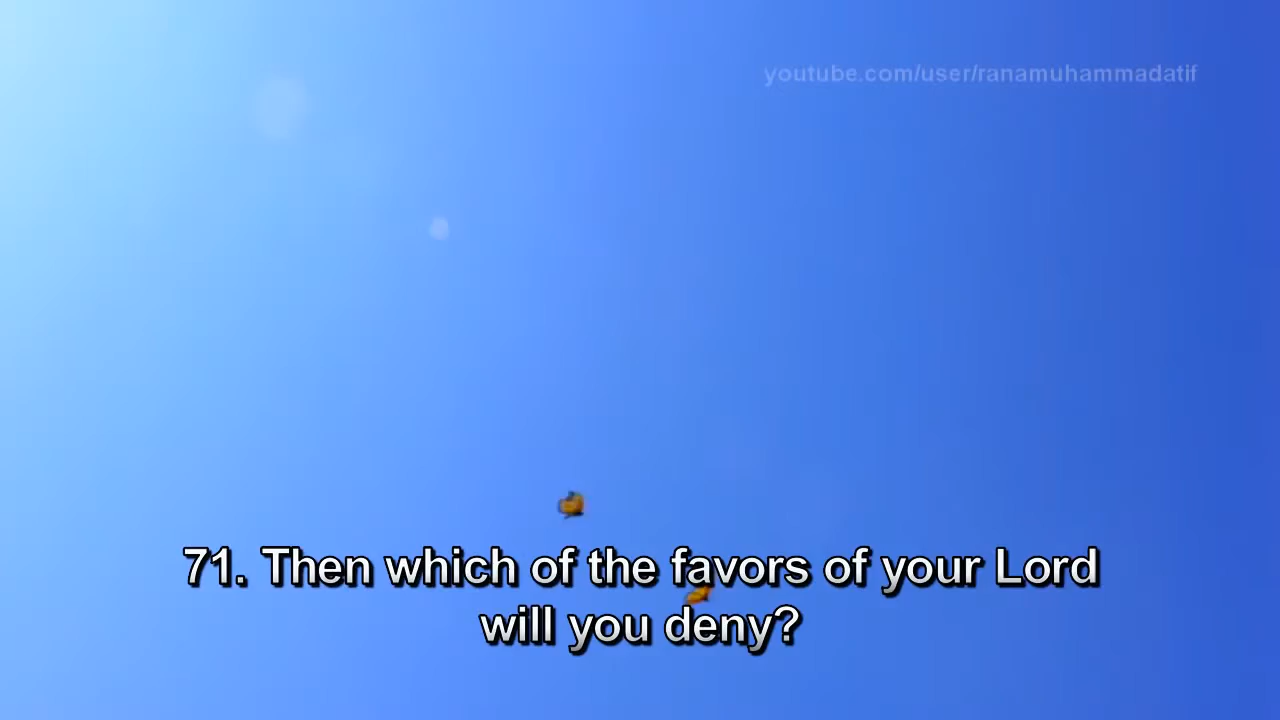 youtube.com/user/ranamuhammadatif
71. Then which of the favors of your Lord
will you deny?